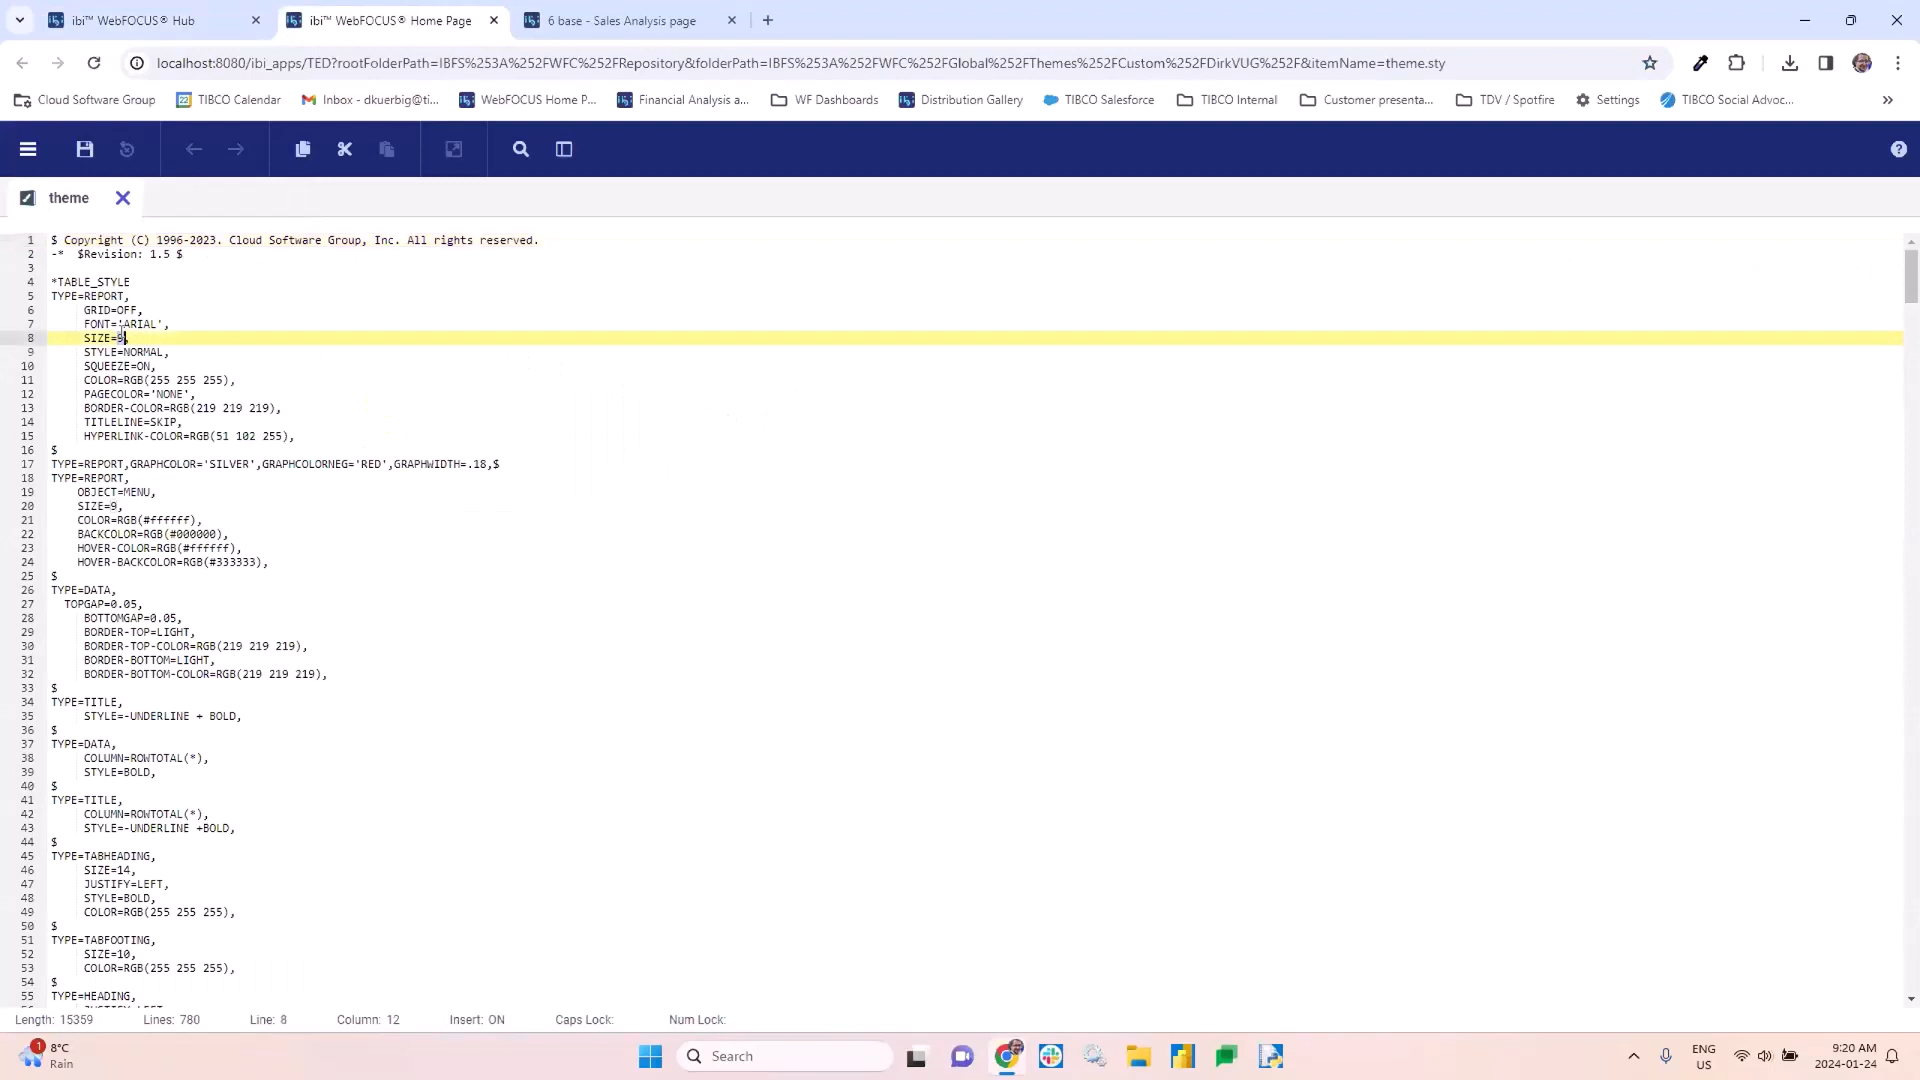 ibi™ WebFOCUS® Hub
ibi™ WebFOCUS® Home Page
6 base - Sales Analysis page
localhost:8080/ibi_apps/TED?rootFolderPath=IBFS%253A%252FWFC%252FRepository&folderPath=IBFS%253A%252FWFC%252FGlobal%252FThemes%252FCustom%252FDirkVUG%252F&itemName=theme.sty
Cloud Software Group
TIBCO Calendar
Inbox - dkuerbig@ti...
WebFOCUS Home P...
Financial Analysis a...
WF Dashboards
Distribution Gallery
TIBCO Salesforce
TIBCO Internal
Customer presenta...
TDV / Spotfire
Settings
TIBCO Social Advoc...
theme
1 $ Copyright (C) 1996-2023. Cloud Software Group, Inc. All rights reserved.
2 -* $Revision: 1.5 $
3
4 *TABLE_STYLE
5 TYPE=REPORT,
6 GRID=OFF,
7 FONT='ARIAL',
8 SIZE=9,
9 STYLE=NORMAL,
10 SQUEEZE=ON,
11 COLOR=RGB(255 255 255),
12 PAGECOLOR='NONE',
13 BORDER-COLOR=RGB(219 219 219),
14 TITLELINE=SKIP,
15 HYPERLINK-COLOR=RGB(51 102 255),
16 $
17 TYPE=REPORT,GRAPHCOLOR='SILVER',GRAPHCOLORNEG='RED',GRAPHWIDTH=.18,$
18 TYPE=REPORT,
19 OBJECT=MENU,
20 SIZE=9,
21 COLOR=RGB(#ffffff),
22 BACKCOLOR=RGB(#000000),
23 HOVER-COLOR=RGB(#ffffff),
24 HOVER-BACKCOLOR=RGB(#333333),
25 $
26 TYPE=DATA,
27 TOPGAP=0.05,
28 BOTTOMGAP=0.05,
29 BORDER-TOP=LIGHT,
30 BORDER-TOP-COLOR=RGB(219 219 219),
31 BORDER-BOTTOM=LIGHT,
32 BORDER-BOTTOM-COLOR=RGB(219 219 219),
33 $
34 TYPE=TITLE,
35 STYLE=-UNDERLINE + BOLD,
36 $
37 TYPE=DATA,
38 COLUMN=ROWTOTAL(*),
39 STYLE=BOLD,
40 $
41 TYPE=TITLE,
42 COLUMN=ROWTOTAL(*),
43 STYLE=-UNDERLINE +BOLD,
44 $
45 TYPE=TABHEADING,
46 SIZE=14,
47 JUSTIFY=LEFT,
48 STYLE=BOLD,
49 COLOR=RGB(255 255 255),
50 $
51 TYPE=TABFOOTING,
52 SIZE=10,
53 COLOR=RGB(255 255 255),
54 $
55 TYPE=HEADING,
Length: 15359 Lines: 780 Line: 8 Column: 12 Insert: ON Caps Lock: Num Lock:
1
8°C
Rain
Search
ENG
US
9:20 AM
2024-01-24